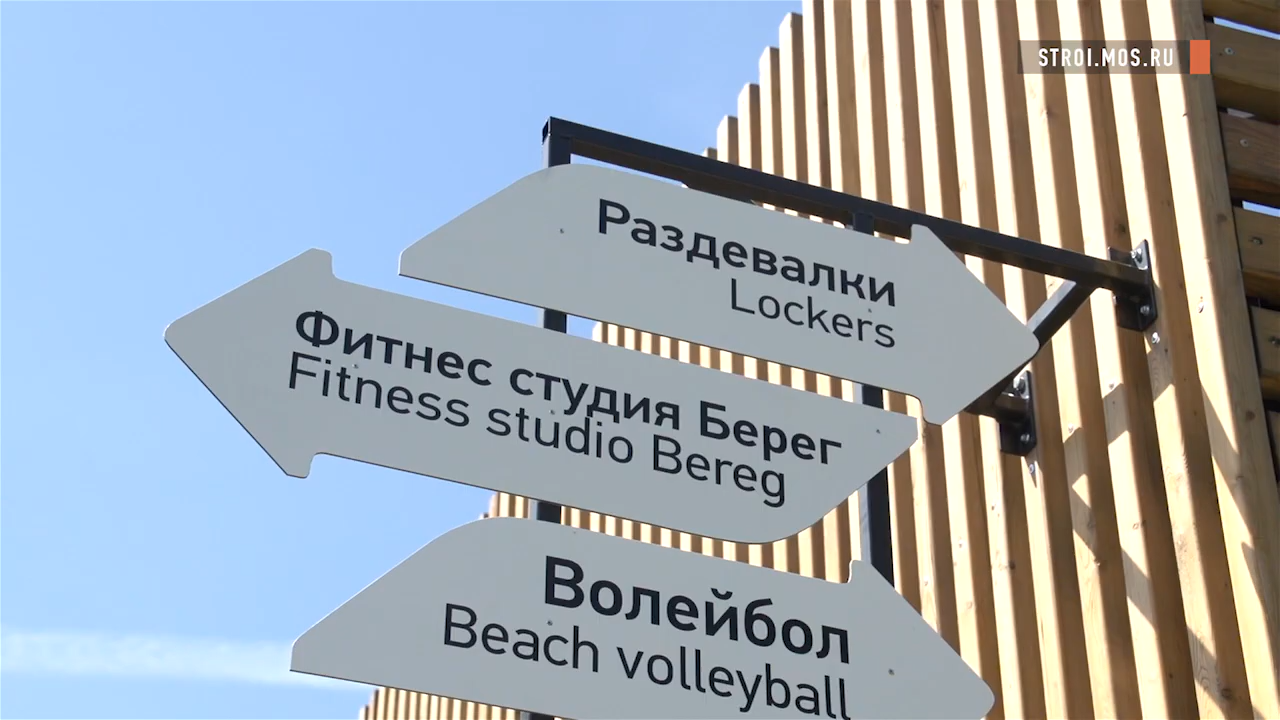 STROI.MOS.RU
Раздевалки
Lockers
Фитнес студия Берег
Fitness studio Bereg
Волейбол
Beach volleyball